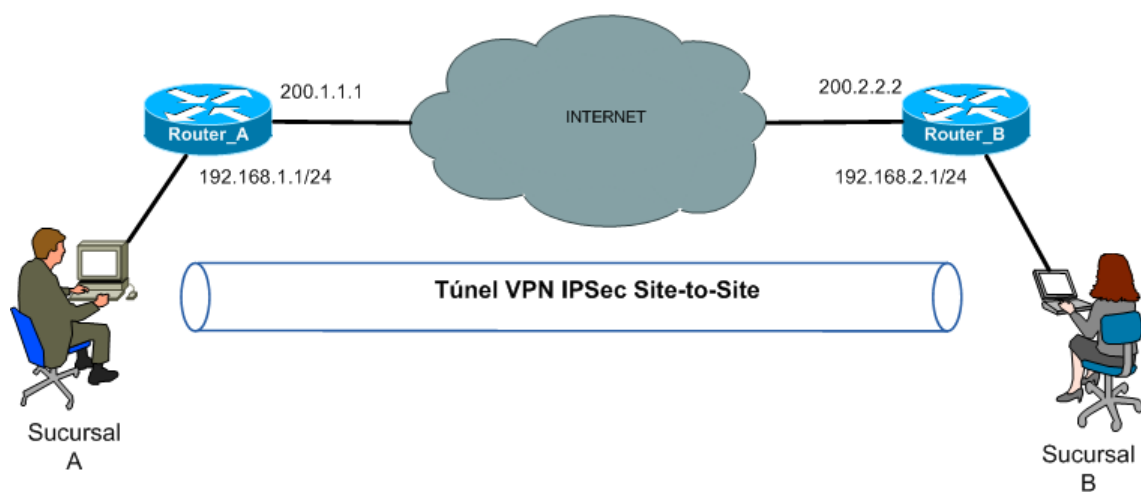 200.1.1.1
INTERNET
200.2.2.2
Router_A
Router_B
192.168.1.1/24
192.168.2.1/24
Túnel VPN IPSec Site-to-Site
Sucursal
A
Sucursal
B